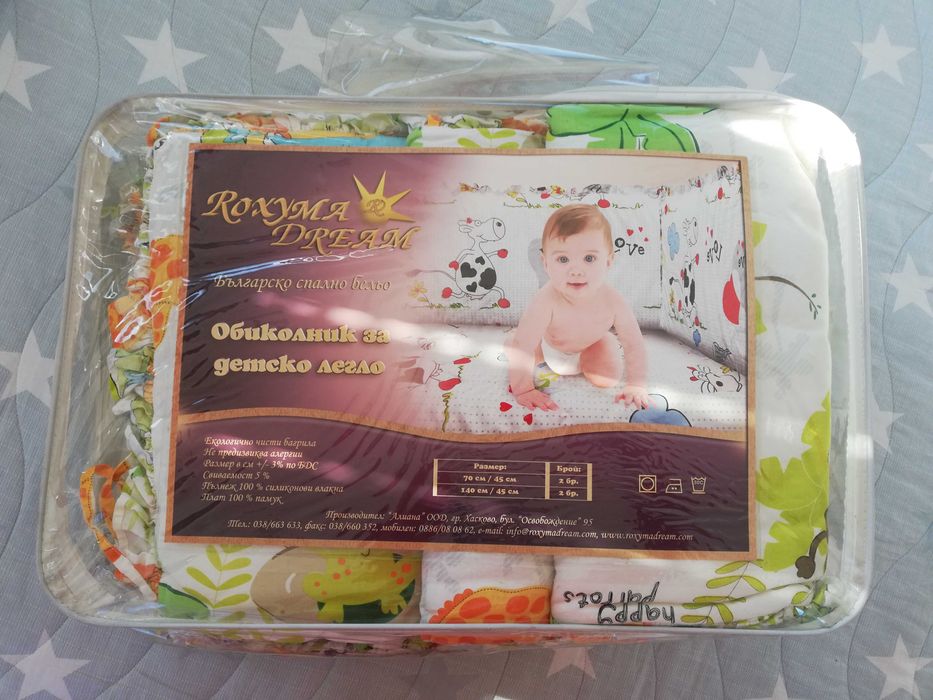 ROXYMA
R
DREAM
Българско спално бельо
Обиколник за
детско легло
Love
Екологично чисти багрила
Не предизвиква алергии
Размер в см +/- 3% по БДС
Свиваемост 5 %
Пълнеж 100 % силиконови влакна
Плат 100 % памук
Размер: Брой:
70 см / 45 см 2 бр.
140 см / 45 см 2 бр.
Производител: "Алиана" ООД, гр. Хасково, бул. "Освобождение" 95
Тел.: 038/663 633, факс: 038/660 352, мобилен: 0886/08 08 62, e-mail: info@roxymadream.com, www.roxymadream.com
happy
parrots